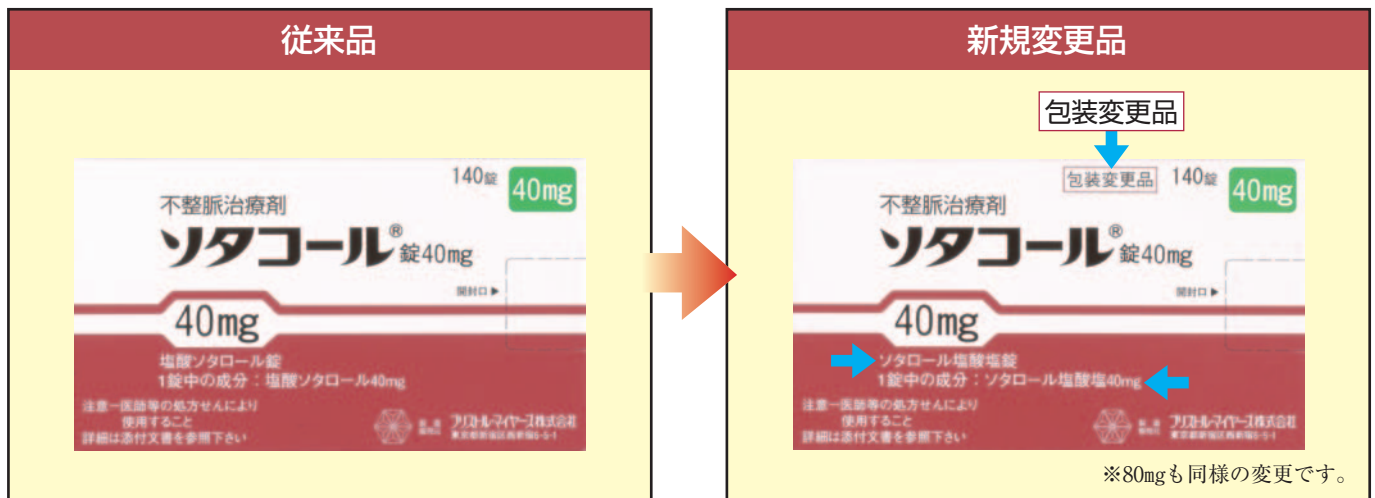 従来品
140錠
40mg
不整脈治療剤
ソタコール® 錠40mg
開封口▶
40mg
塩酸ソタロール錠
1錠中の成分：塩酸ソタロール40mg
注意－医師等の処方せんにより
使用すること
詳細は添付文書を参照下さい
ブリストル・マイヤーズ株式会社
新規変更品
包装変更品
包装変更品 140錠
40mg
不整脈治療剤
ソタコール® 錠40mg
開封口▶
40mg
ソタロール塩酸塩錠
1錠中の成分：ソタロール塩酸塩40mg
注意－医師等の処方せんにより
使用すること
詳細は添付文書を参照下さい
ブリストル・マイヤーズ株式会社
※80mgも同様の変更です。